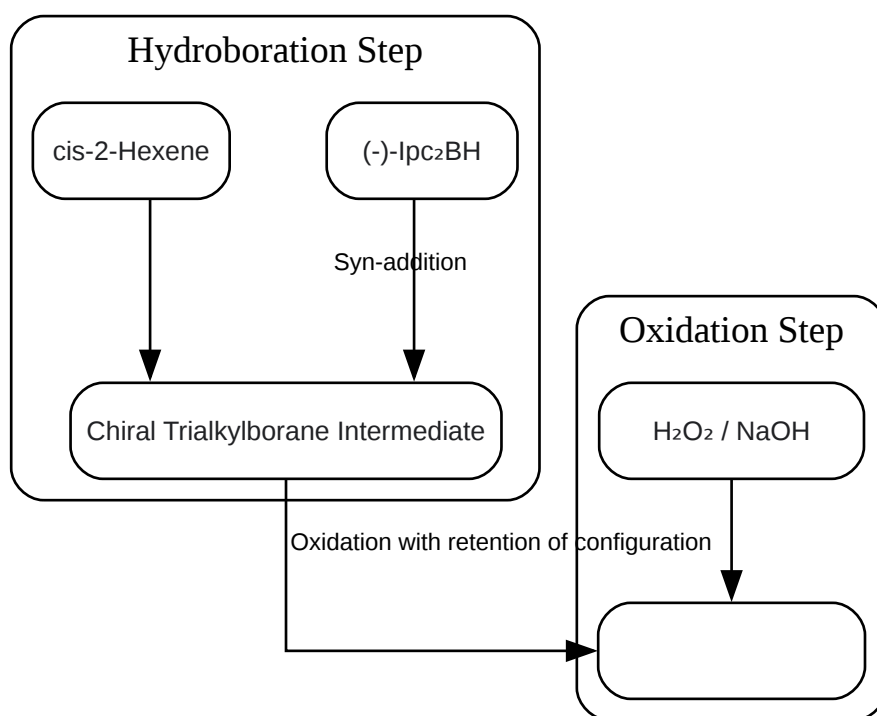 Hydroboration Step
cis-2-Hexene
(-)-Ipc₂BH
Syn-addition
Chiral Trialkylborane Intermediate
Oxidation Step
H₂O₂ / NaOH
Oxidation with retention of configuration